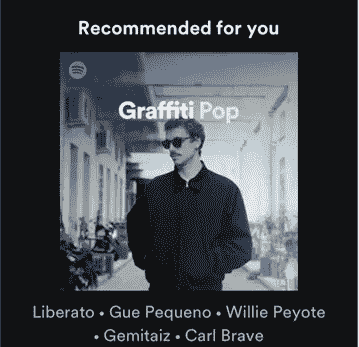 Recommended for you
Graffiti Pop
Liberato • Gue Pequeno • Willie Peyote
• Gemitaiz • Carl Brave